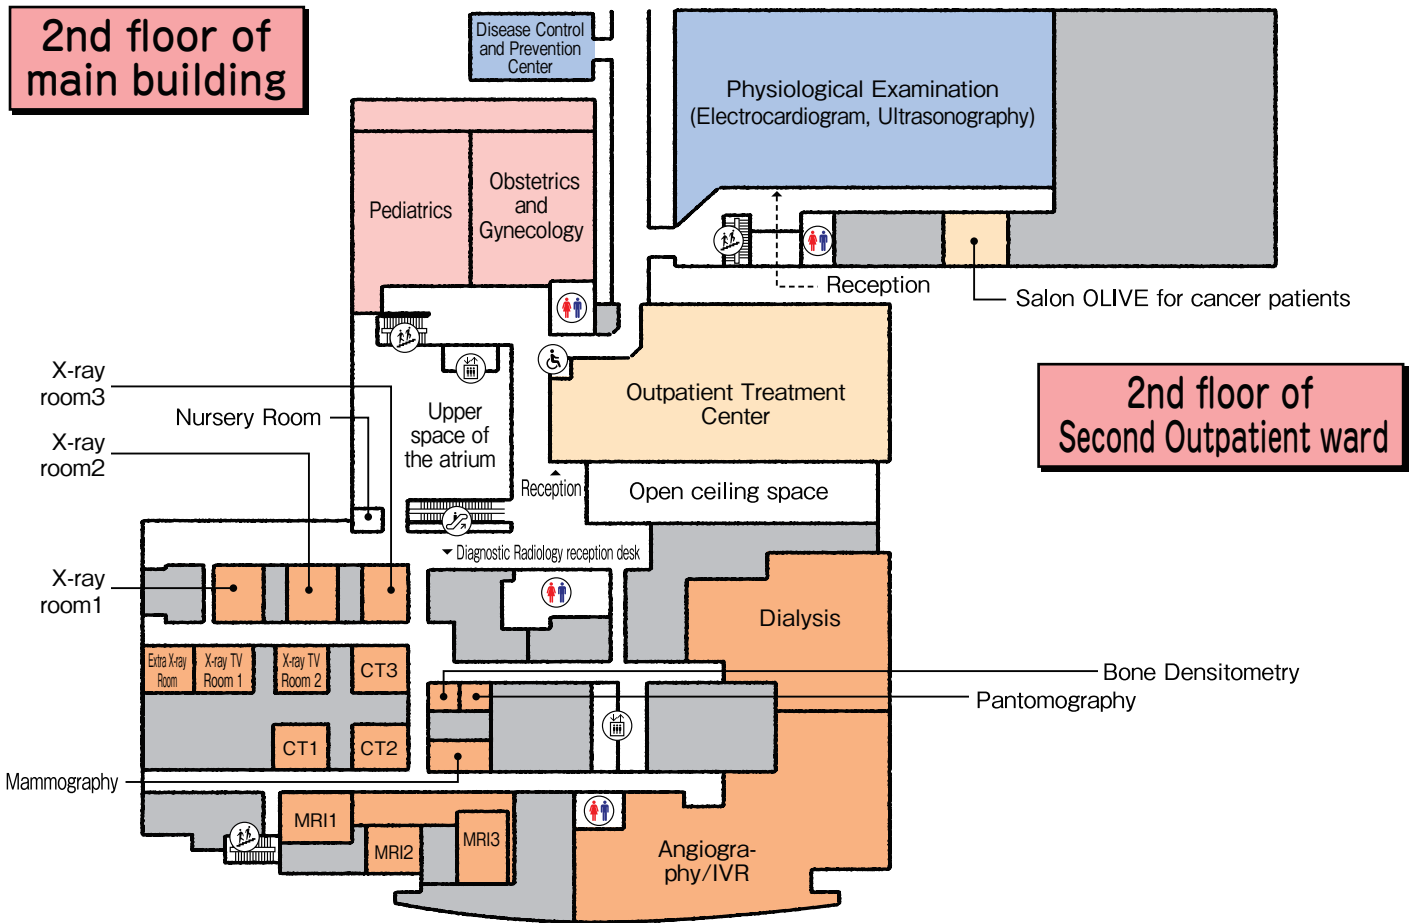 2nd floor of
main building
Disease Control
and Prevention
Center
Physiological Examination
(Electrocardiogram, Ultrasonography)
Pediatrics
Obstetrics
and
Gynecology
Reception
Salon OLIVE for cancer patients
2nd floor of
Second Outpatient ward
X-ray
room3
Nursery Room
X-ray
room2
Upper
space of
the atrium
Outpatient Treatment
Center
Reception
Open ceiling space
Diagnostic Radiology reception desk
X-ray
room1
Dialysis
Extra X-ray
Room
X-ray TV
Room 1
X-ray TV
Room 2
CT3
Bone Densitometry
Pantomography
CT1
CT2
Mammography
MRI1
MRI2
MRI3
Angiogra-
phy/IVR